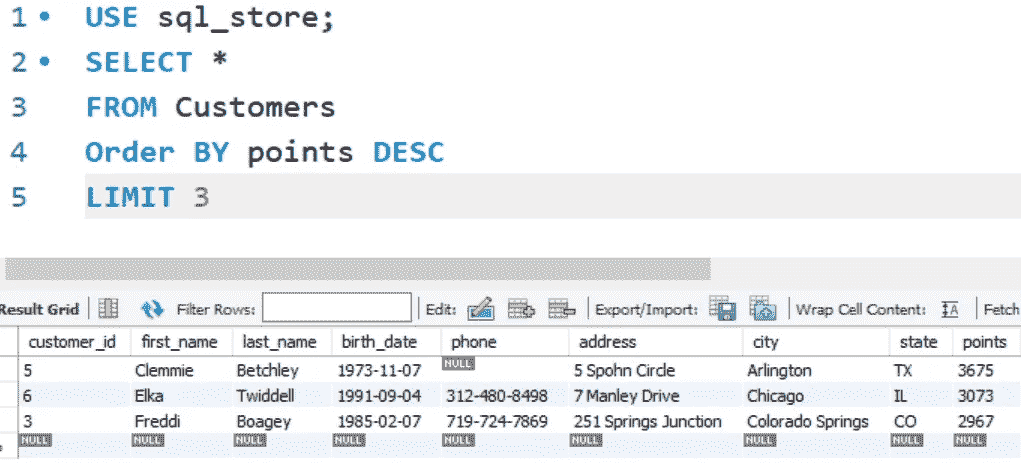 1 • USE sql_store;
2 • SELECT *
3 FROM Customers
4 Order BY points DESC
5 LIMIT 3
Result Grid Filter Rows: Edit: Export/Import: Wrap Cell Content: IA Fetch
customer_id first_name last_name birth_date phone address city state points
5 Clemmie Betchley 1973-11-07 NULL 5 Spohn Circle Arlington TX 3675
6 Elka Twiddell 1991-09-04 312-480-8498 7 Manley Drive Chicago IL 3073
3 Freddi Boagey 1985-02-07 719-724-7869 251 Springs Junction Colorado Springs CO 2967
NULL NULL NULL NULL NULL NULL NULL NULL NULL